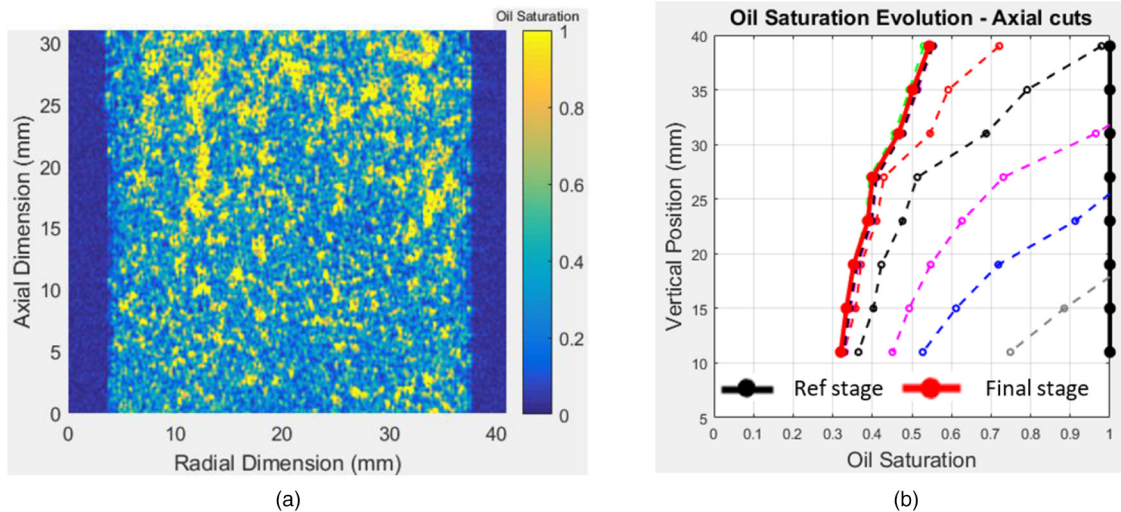 Oil Saturation
1
0.8
0.6
0.4
0.2
0
30
25
20
15
10
5
0
Axial Dimension (mm)
0 10 20 30 40
Radial Dimension (mm)
(a)
Oil Saturation Evolution - Axial cuts
40
35
30
25
20
15
10
5
Vertical Position (mm)
Ref stage Final stage
0 0.1 0.2 0.3 0.4 0.5 0.6 0.7 0.8 0.9 1
Oil Saturation
(b)